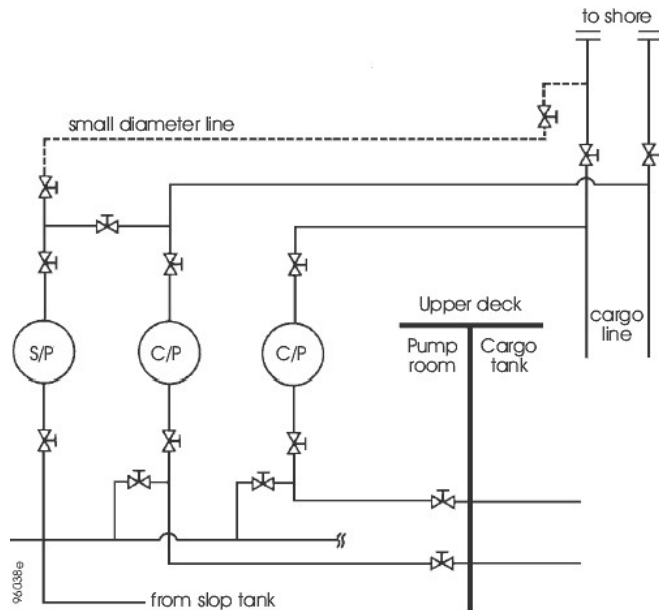 to shore
small diameter line
S/P
C/P
C/P
Upper deck
Pump
room
Cargo
tank
cargo
line
from slop tank
96038e